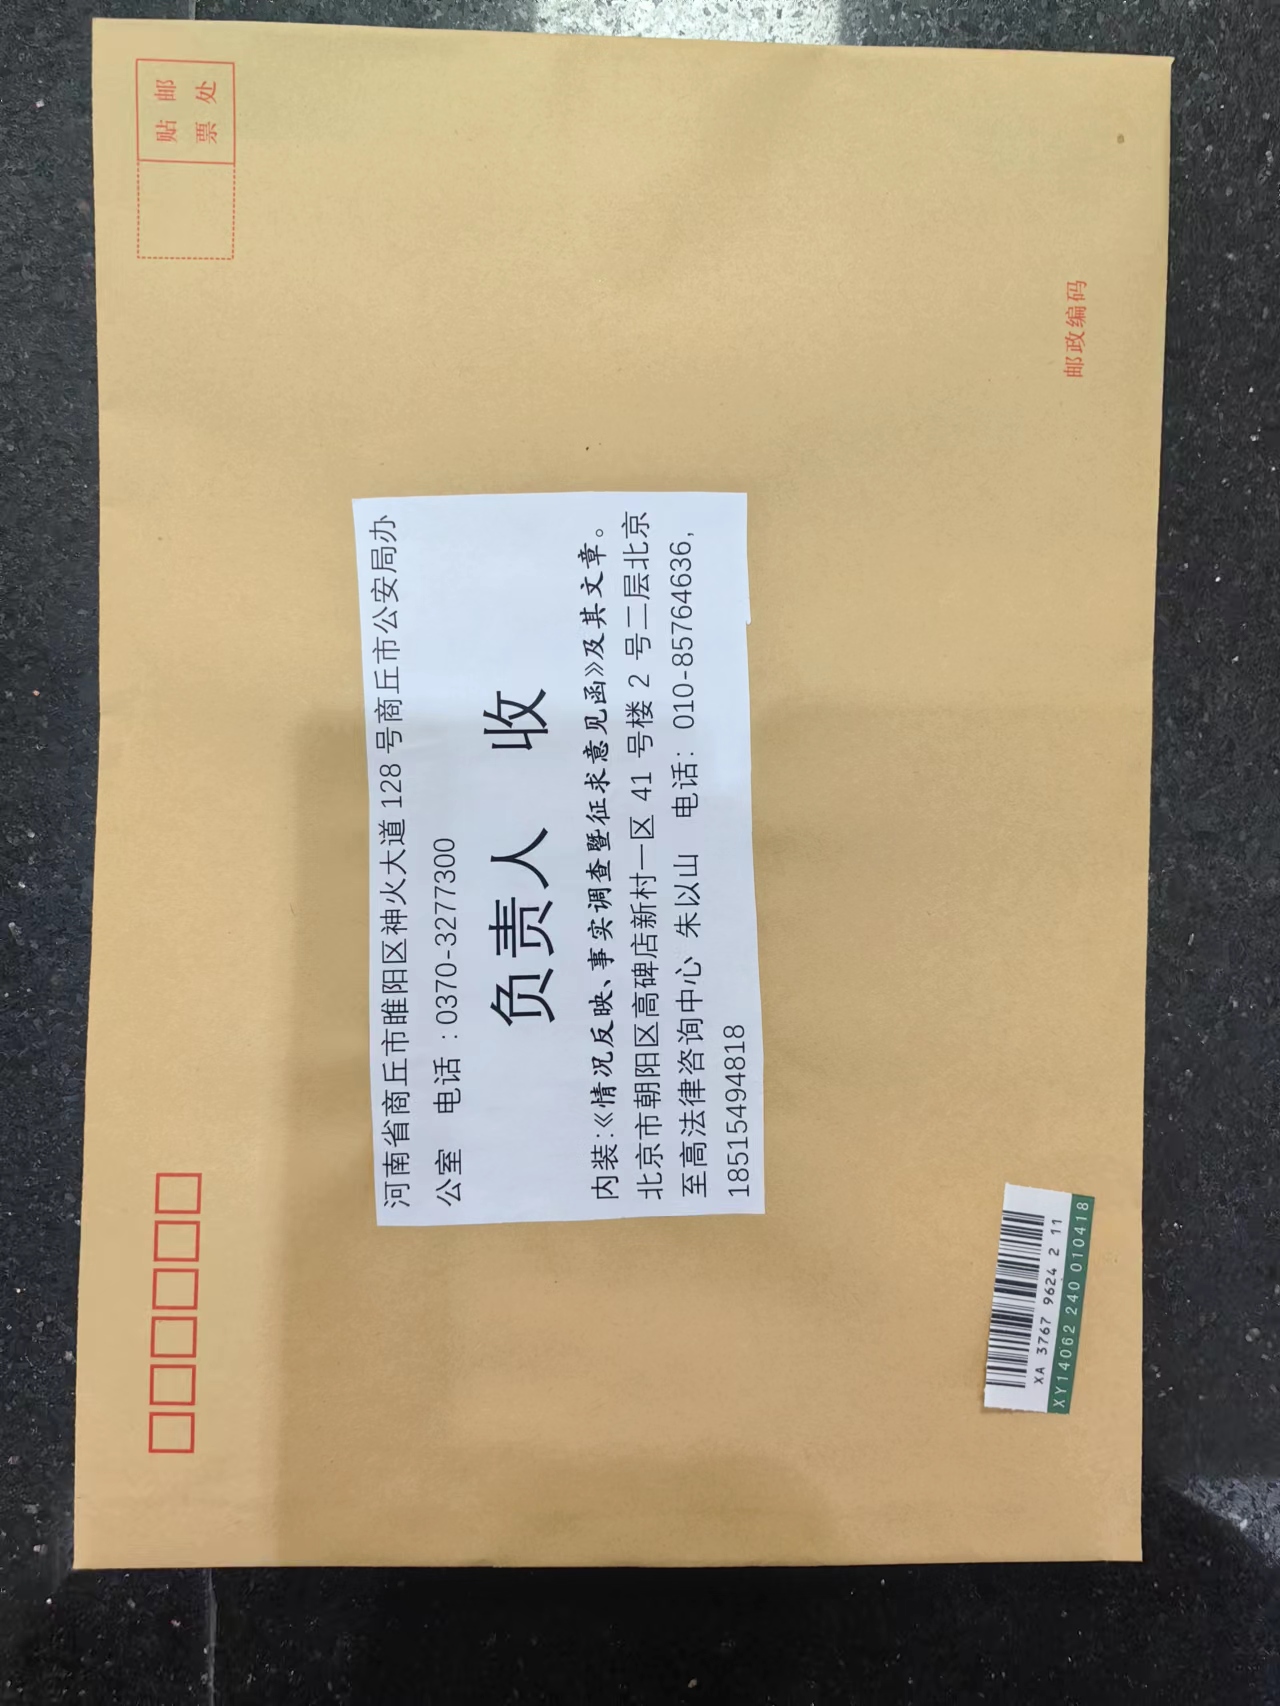 贴邮
票处
河南省商丘市睢阳区神火大道 128 号商丘市公安局办
公室 电话：0370-3277300
负责人 收
内装:《情况反映、事实调查暨征求意见函》及其文章。
北京市朝阳区高碑店新村一区 41 号楼 2 号二层北京
至高法律咨询中心 朱以山 电话：010-85764636,
18515494818
XA 3767 9624 2 11
XY14062 240 010418
邮政编码